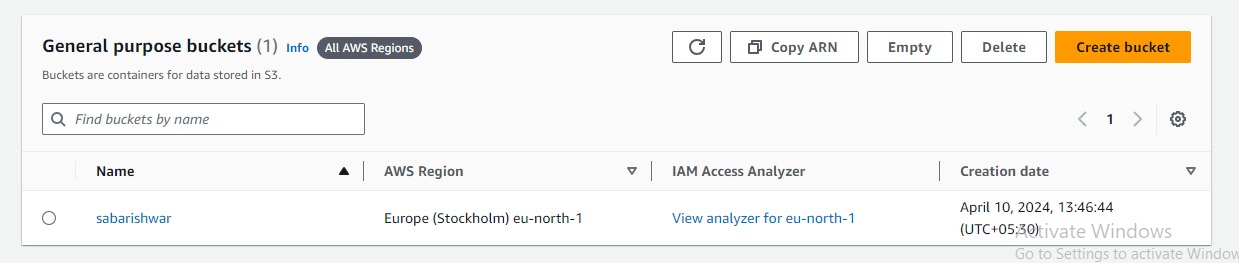 General purpose buckets (1) Info All AWS Regions
Copy ARN Empty Delete Create bucket
Buckets are containers for data stored in S3.
Find buckets by name
1
Name AWS Region IAM Access Analyzer Creation date
sabarishwar Europe (Stockholm) eu-north-1 View analyzer for eu-north-1 April 10, 2024, 13:46:44
(UTC+05:30)
Activate Windows
Go to Settings to activate Window